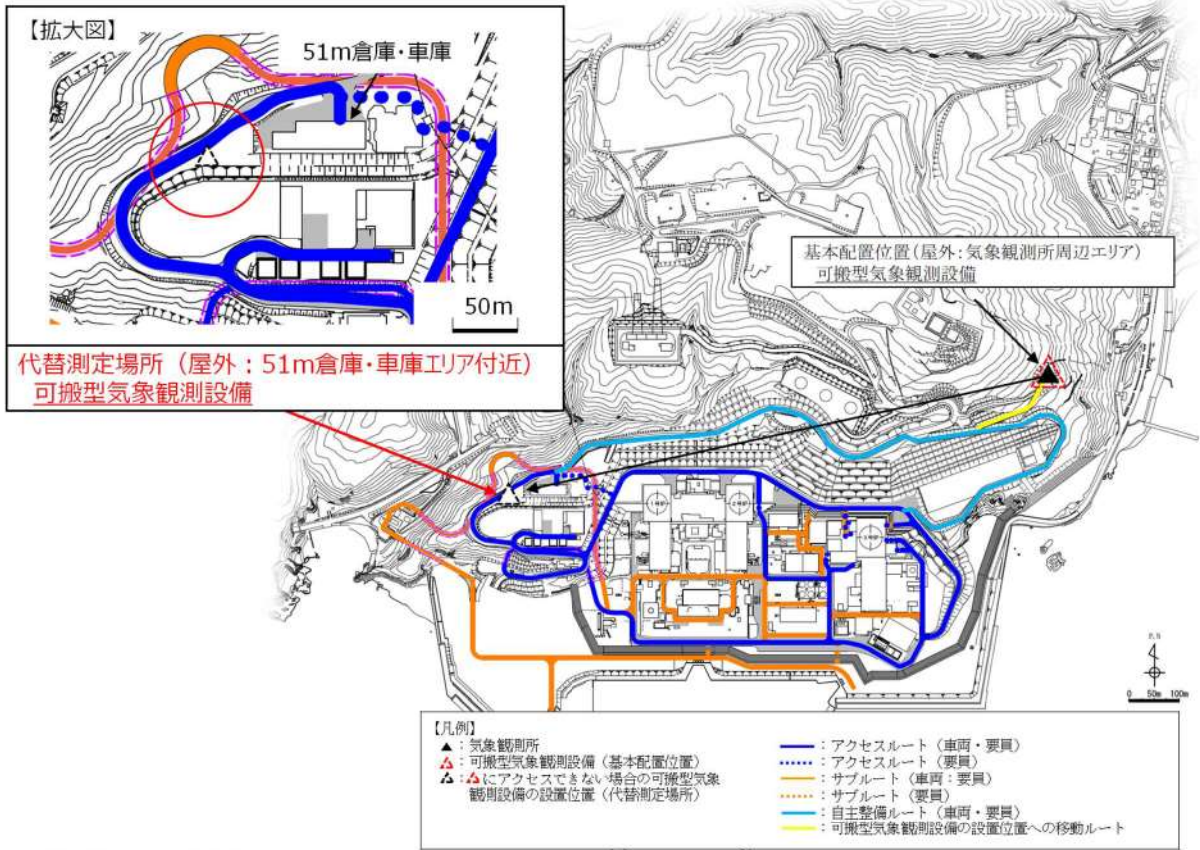 【拡大図】
51m倉庫・車庫
50m
代替測定場所（屋外：51m倉庫・車庫エリア付近）
可搬型気象観測設備
基本配置位置（屋外：気象観測所周辺エリア）
可搬型気象観測設備
1号炉
2号炉
3号炉
P.N
0 50m 100m
【凡例】
▲：気象観測所
：可搬型気象観測設備（基本配置位置）
：にアクセスできない場合の可搬型気象
観測設備の設置位置（代替測定場所）
：アクセスルート（車両・要員）
：アクセスルート（要員）
：サブルート（車両：要員）
：サブルート（要員）
：自主整備ルート（車両・要員）
：可搬型気象観測設備の設置位置への移動ルート